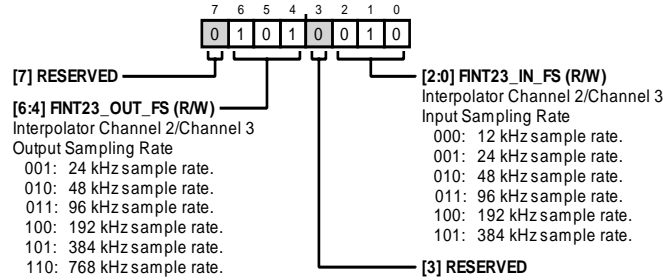 7 6 5 4 3 2 1 0
0 1 0 1 0 0 1 0
[7] RESERVED
[6:4] FINT23_OUT_FS (R/W)
Interpolator Channel 2/Channel 3
Output Sampling Rate
001: 24 kHz sample rate.
010: 48 kHz sample rate.
011: 96 kHz sample rate.
100: 192 kHz sample rate.
101: 384 kHz sample rate.
110: 768 kHz sample rate.
[2:0] FINT23_IN_FS (R/W)
Interpolator Channel 2/Channel 3
Input Sampling Rate
000: 12 kHz sample rate.
001: 24 kHz sample rate.
010: 48 kHz sample rate.
011: 96 kHz sample rate.
100: 192 kHz sample rate.
101: 384 kHz sample rate.
[3] RESERVED